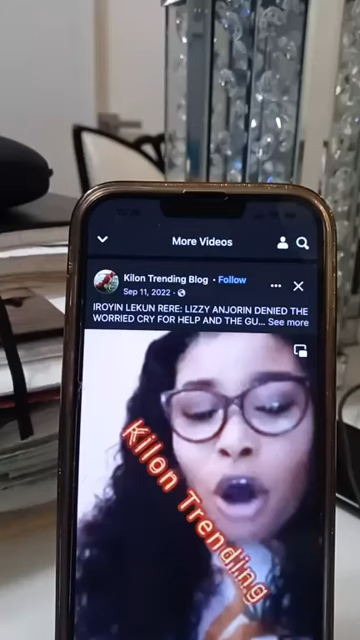 More Videos
Kilon Trending Blog · Follow
Sep 11, 2022 ·
IROYIN LEKUN RERE: LIZZY ANJORIN DENIED THE
WORRIED CRY FOR HELP AND THE GU... See more
Kilon Trending